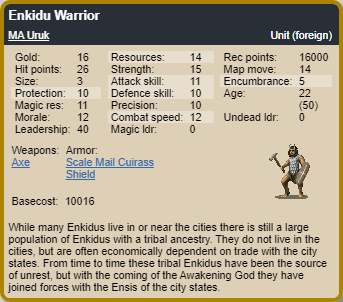 Enkidu Warrior
MA Uruk Unit (foreign)
Gold: 16 Resources: 14 Rec points: 16000
Hit points: 26 Strength: 15 Map move: 14
Size: 3 Attack skill: 11 Encumbrance: 5
Protection: 10 Defence skill: 10 Age: 22
Magic res: 11 Precision: 10 (50)
Morale: 12 Combat speed: 12 Undead ldr: 0
Leadership: 40 Magic ldr: 0
Weapons: Armor:
Axe Scale Mail Cuirass
Shield
Basecost: 10016
While many Enkidus live in or near the cities there is still a large
population of Enkidus with a tribal ancestry. They do not live in the
cities, but are often economically dependent on trade with the city
states. From time to time these tribal Enkidus have been the source
of unrest, but with the coming of the Awakening God they have
joined forces with the Ensis of the city states.